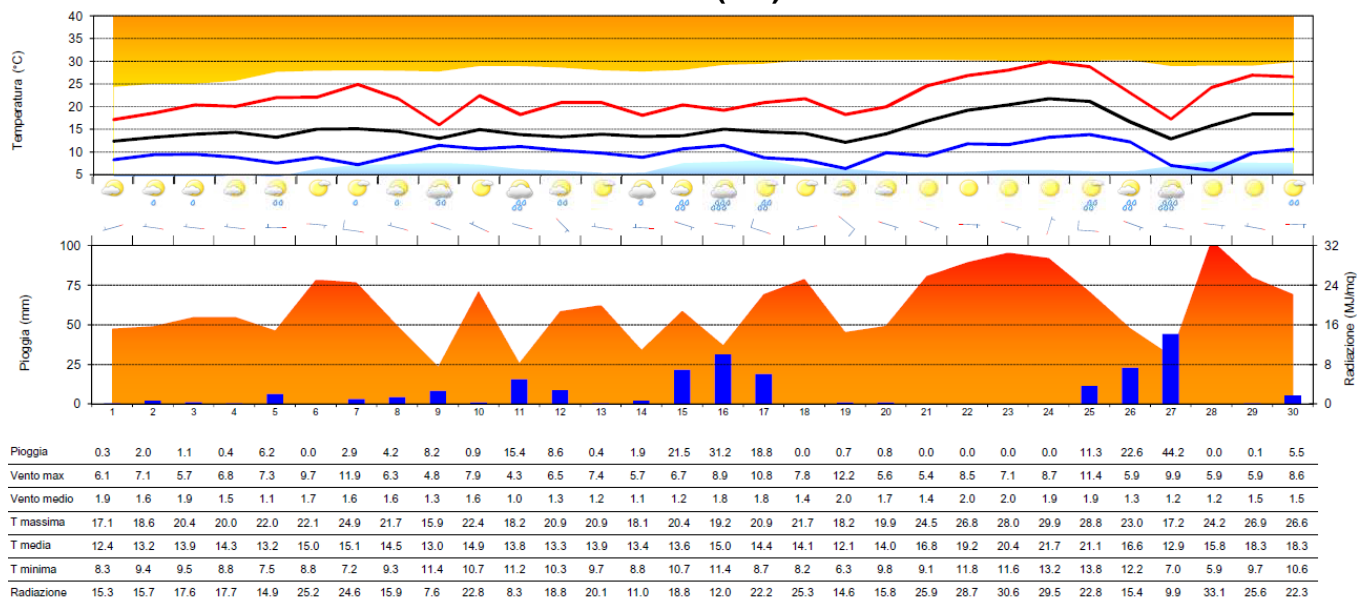 40
35
30
25
20
15
10
5
Temperatura (°C)
100
75
50
25
0
Pioggia (mm)
32
24
16
8
0
Radiazione (MJ/mq)
1 2 3 4 5 6 7 8 9 10 11 12 13 14 15 16 17 18 19 20 21 22 23 24 25 26 27 28 29 30
Pioggia 0.3 2.0 1.1 0.4 6.2 0.0 2.9 4.2 8.2 0.9 15.4 8.6 0.4 1.9 21.5 31.2 18.8 0.0 0.7 0.8 0.0 0.0 0.0 0.0 11.3 22.6 44.2 0.0 0.1 5.5
Vento max 6.1 7.1 5.7 6.8 7.3 9.7 11.9 6.3 4.8 7.9 4.3 6.5 7.4 5.7 6.7 8.9 10.8 7.8 12.2 5.6 5.4 8.5 7.1 8.7 11.4 5.9 9.9 5.9 5.9 8.6
Vento medio 1.9 1.6 1.9 1.5 1.1 1.7 1.6 1.6 1.3 1.6 1.0 1.3 1.2 1.1 1.2 1.8 1.8 1.4 2.0 1.7 1.4 2.0 2.0 1.9 1.9 1.3 1.2 1.2 1.5 1.5
T massima 17.1 18.6 20.4 20.0 22.0 22.1 24.9 21.7 15.9 22.4 18.2 20.9 20.9 18.1 20.4 19.2 20.9 21.7 18.2 19.9 24.5 26.8 28.0 29.9 28.8 23.0 17.2 24.2 26.9 26.6
T media 12.4 13.2 13.9 14.3 13.2 15.0 15.1 14.5 13.0 14.9 13.8 13.3 13.9 13.4 13.6 15.0 14.4 14.1 12.1 14.0 16.8 19.2 20.4 21.7 21.1 16.6 12.9 15.8 18.3 18.3
T minima 8.3 9.4 9.5 8.8 7.5 8.8 7.2 9.3 11.4 10.7 11.2 10.3 9.7 8.8 10.7 11.4 8.7 8.2 6.3 9.8 9.1 11.8 11.6 13.2 13.8 12.2 7.0 5.9 9.7 10.6
Radiazione 15.3 15.7 17.6 17.7 14.9 25.2 24.6 15.9 7.6 22.8 8.3 18.8 20.1 11.0 18.8 12.0 22.2 25.3 14.6 15.8 25.9 28.7 30.6 29.5 22.8 15.4 9.9 33.1 25.6 22.3